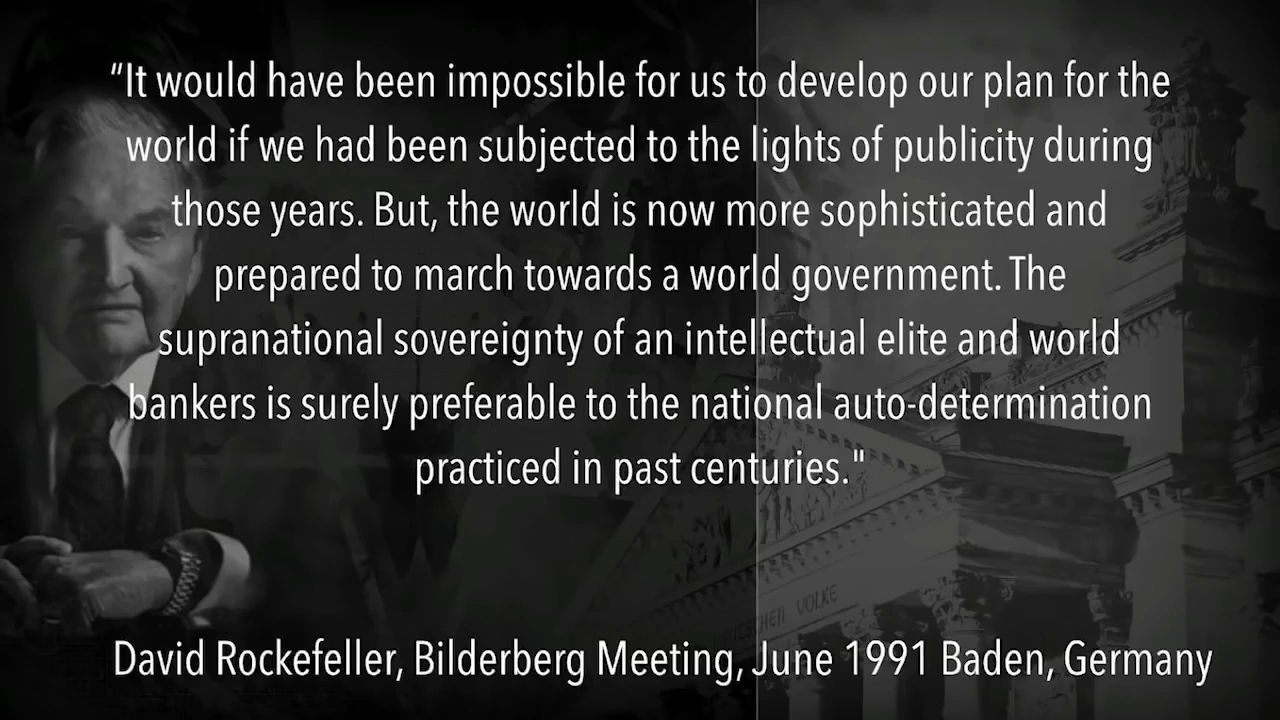 “It would have been impossible for us to develop our plan for the
world if we had been subjected to the lights of publicity during
those years. But, the world is now more sophisticated and
prepared to march towards a world government. The
supranational sovereignty of an intellectual elite and world
bankers is surely preferable to the national auto-determination
practiced in past centuries."
VOLKE
David Rockefeller, Bilderberg Meeting, June 1991 Baden, Germany